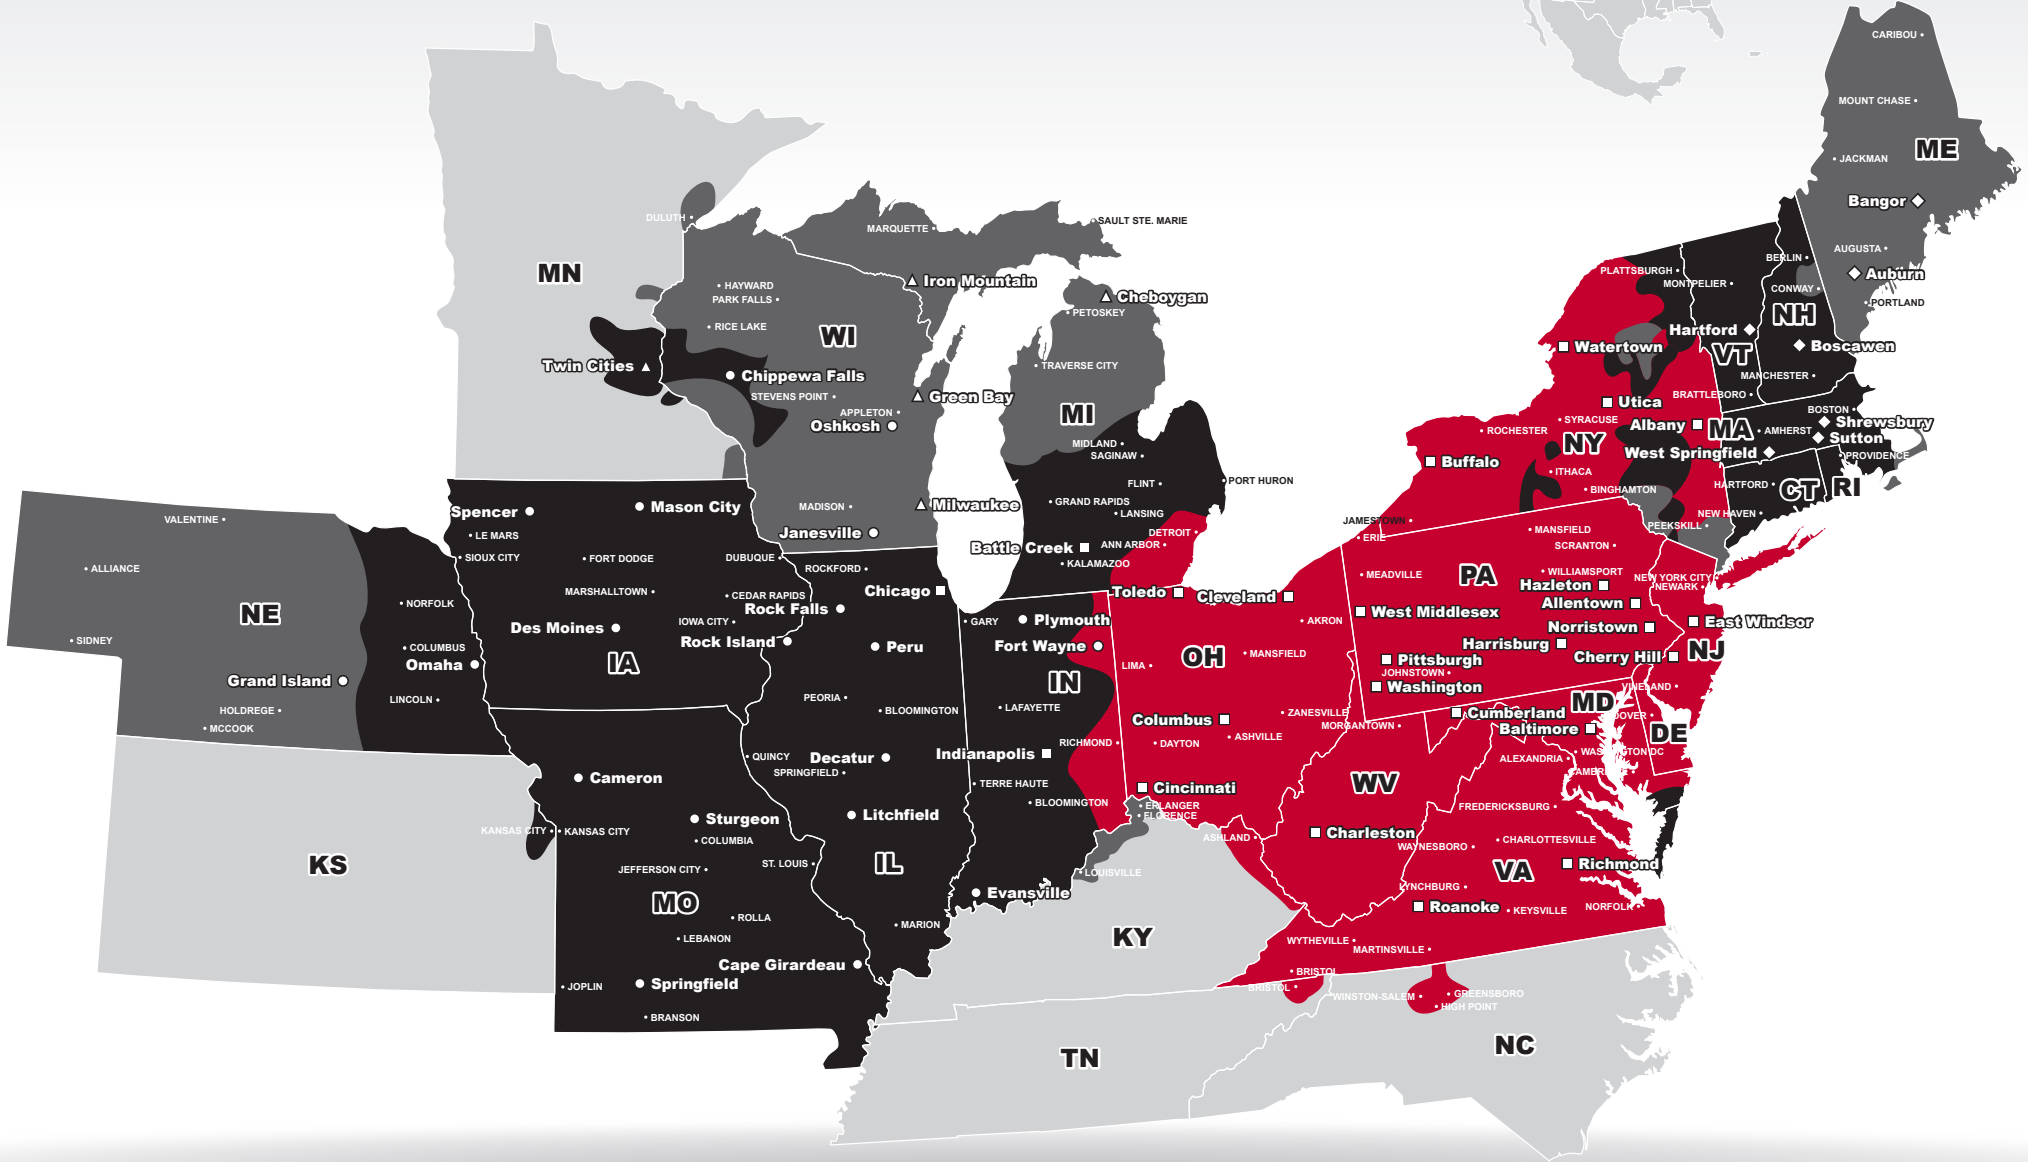 CARIBOU
MOUNT CHASE
ME
JACKMAN
Bangor
DULUTH
MARQUETTE
SAULT STE. MARIE
AUGUSTA
BERLIN
PLATTSBURGH
Auburn
MN
Iron Mountain
MONTPELIER
CONWAY
HAYWARD
PARK FALLS
Cheboygan
PORTLAND
PETOSKEY
NH
RICE LAKE
WI
Hartford
Watertown
Boscawen
VT
Twin Cities
TRAVERSE CITY
Chippewa Falls
MANCHESTER
STEVENS POINT
Green Bay
BRATTLEBORO
Utica
APPLETON
MI
BOSTON
Oshkosh
SYRACUSE
Albany
MA
Shrewsbury
ROCHESTER
AMHERST
Sutton
MIDLAND
NY
SAGINAW
West Springfield
PROVIDENCE
Buffalo
ITHACA
FLINT
PORT HURON
HARTFORD
CT
RI
BINGHAMTON
GRAND RAPIDS
MADISON
Milwaukee
Mason City
Spencer
LANSING
NEW HAVEN
VALENTINE
JAMESTOWN
PEEKSKILL
Janesville
DETROIT
MANSFIELD
LE MARS
ERIE
Battle Creek
ANN ARBOR
SCRANTON
SIOUX CITY
FORT DODGE
DUBUQUE
KALAMAZOO
ALLIANCE
ROCKFORD
MEADVILLE
PA
WILLIAMSPORT
NEW YORK CITY
Hazleton
NEWARK
MARSHALLTOWN
CEDAR RAPIDS
Chicago
Toledo
Cleveland
Allentown
NORFOLK
Rock Falls
West Middlesex
NE
IOWA CITY
GARY
Plymouth
AKRON
East Windsor
Des Moines
Norristown
SIDNEY
Rock Island
Peru
Fort Wayne
Harrisburg
COLUMBUS
OH
MANSFIELD
Cherry Hill
NJ
Omaha
IA
LIMA
Pittsburgh
JOHNSTOWN
Grand Island
IN
Washington
VINELAND
LINCOLN
PEORIA
MD
HOLDREGE
BLOOMINGTON
LAFAYETTE
Columbus
ZANESVILLE
Cumberland
DOVER
MCCOOK
MORGANTOWN
Baltimore
DE
ASHVILLE
RICHMOND
DAYTON
QUINCY
Decatur
Indianapolis
WASHINGTON DC
ALEXANDRIA
SPRINGFIELD
Cameron
TERRE HAUTE
WV
Cincinnati
BLOOMINGTON
ERLANGER
FREDERICKSBURG
Litchfield
FLORENCE
Sturgeon
KANSAS CITY
KANSAS CITY
Charleston
ASHLAND
CHARLOTTESVILLE
COLUMBIA
WAYNESBORO
KS
ST. LOUIS
IL
Richmond
JEFFERSON CITY
LOUISVILLE
VA
LYNCHBURG
Evansville
MO
Roanoke
KEYSVILLE
NORFOLK
ROLLA
MARION
LEBANON
KY
WYTHEVILLE
MARTINSVILLE
Cape Girardeau
BRISTOL
Springfield
JOPLIN
BRISTOL
WINSTON-SALEM
GREENSBORO
HIGH POINT
BRANSON
TN
NC